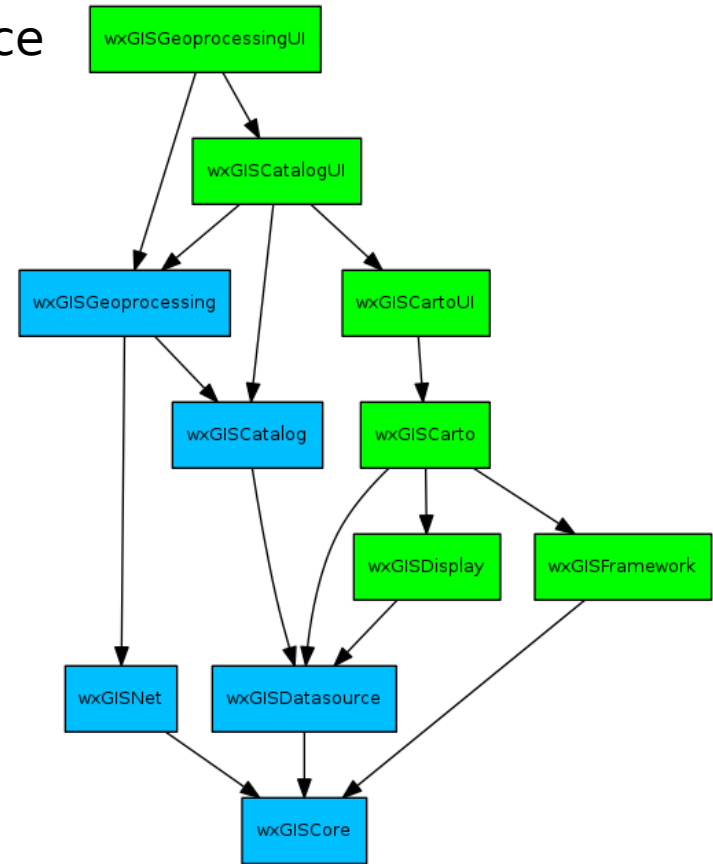 ce
wxGISGeoprocessingUI
wxGISCatalogUI
wxGISGeoprocessing
wxGISCartoUI
wxGISCatalog
wxGISCarto
wxGISDisplay
wxGISFramework
wxGISNet
wxGISDatasource
wxGISCore